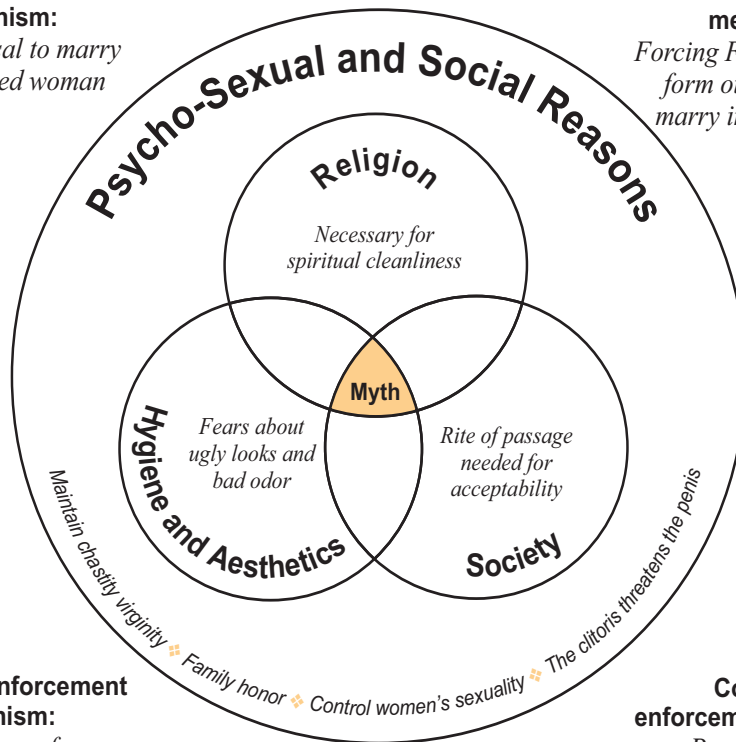 nism:
al to marry
ed woman
me
Forcing F
form o
marry i
Psycho-Sexual and Social Reasons
Religion
Necessary for
spiritual cleanliness
Myth
Hygiene and Aesthetics
Fears about
ugly looks and
bad odor
Rite of passage
needed for
acceptability
Society
Maintain chastity virginity ❖ Family honor ❖ Control women’s sexuality ❖ The clitoris threatens the penis
nforcement
nism:
Co
enforcem